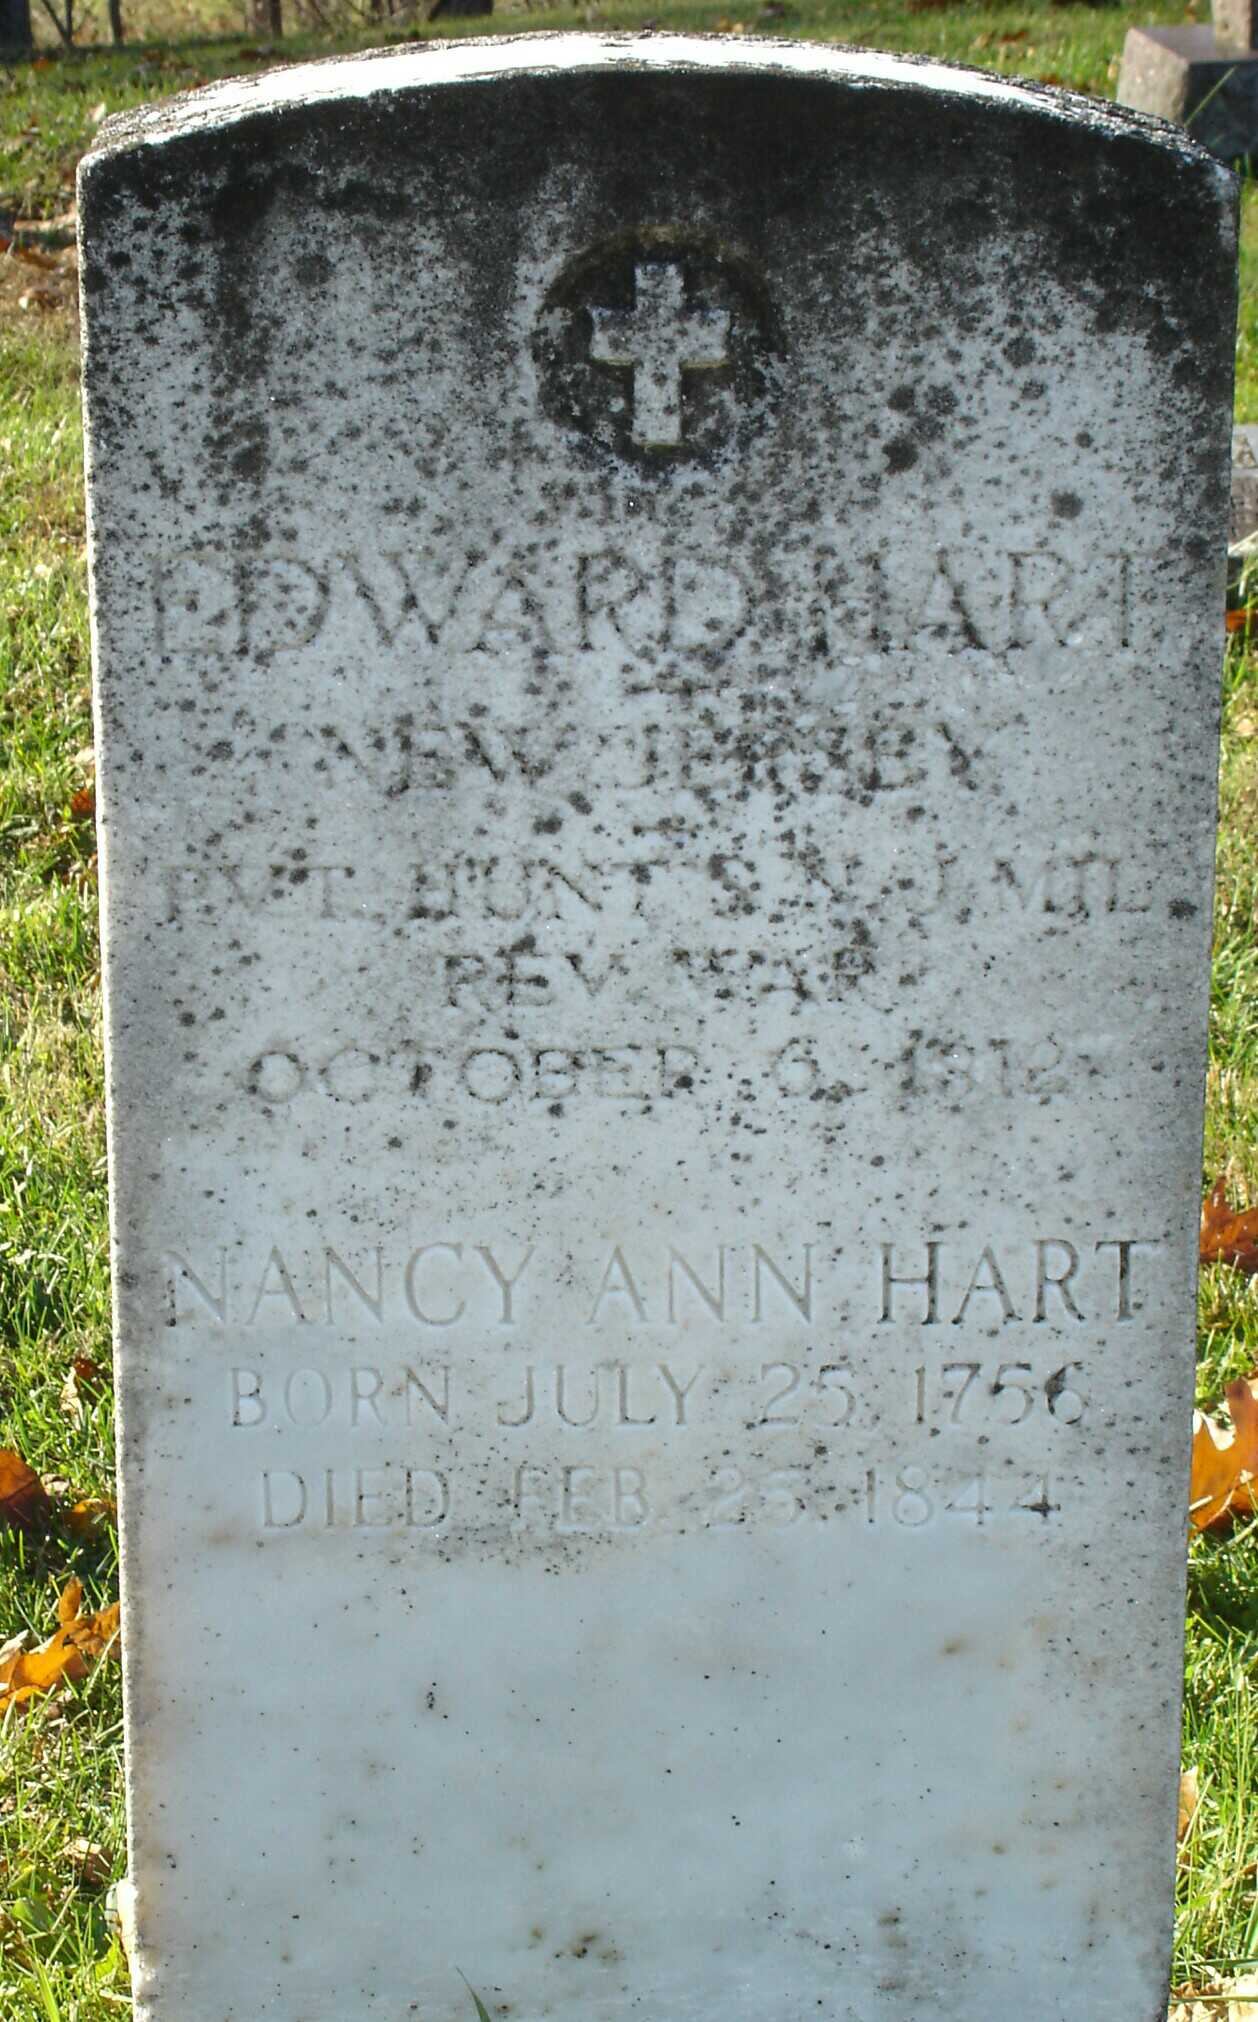 EDWARD HART
NEW JERSEY
PVT. HUNT'S N. J. MIL.
REV. WAR
OCTOBER 6, 1812
NANCY ANN HART
BORN JULY 25, 1756
DIED FEB 25, 1844